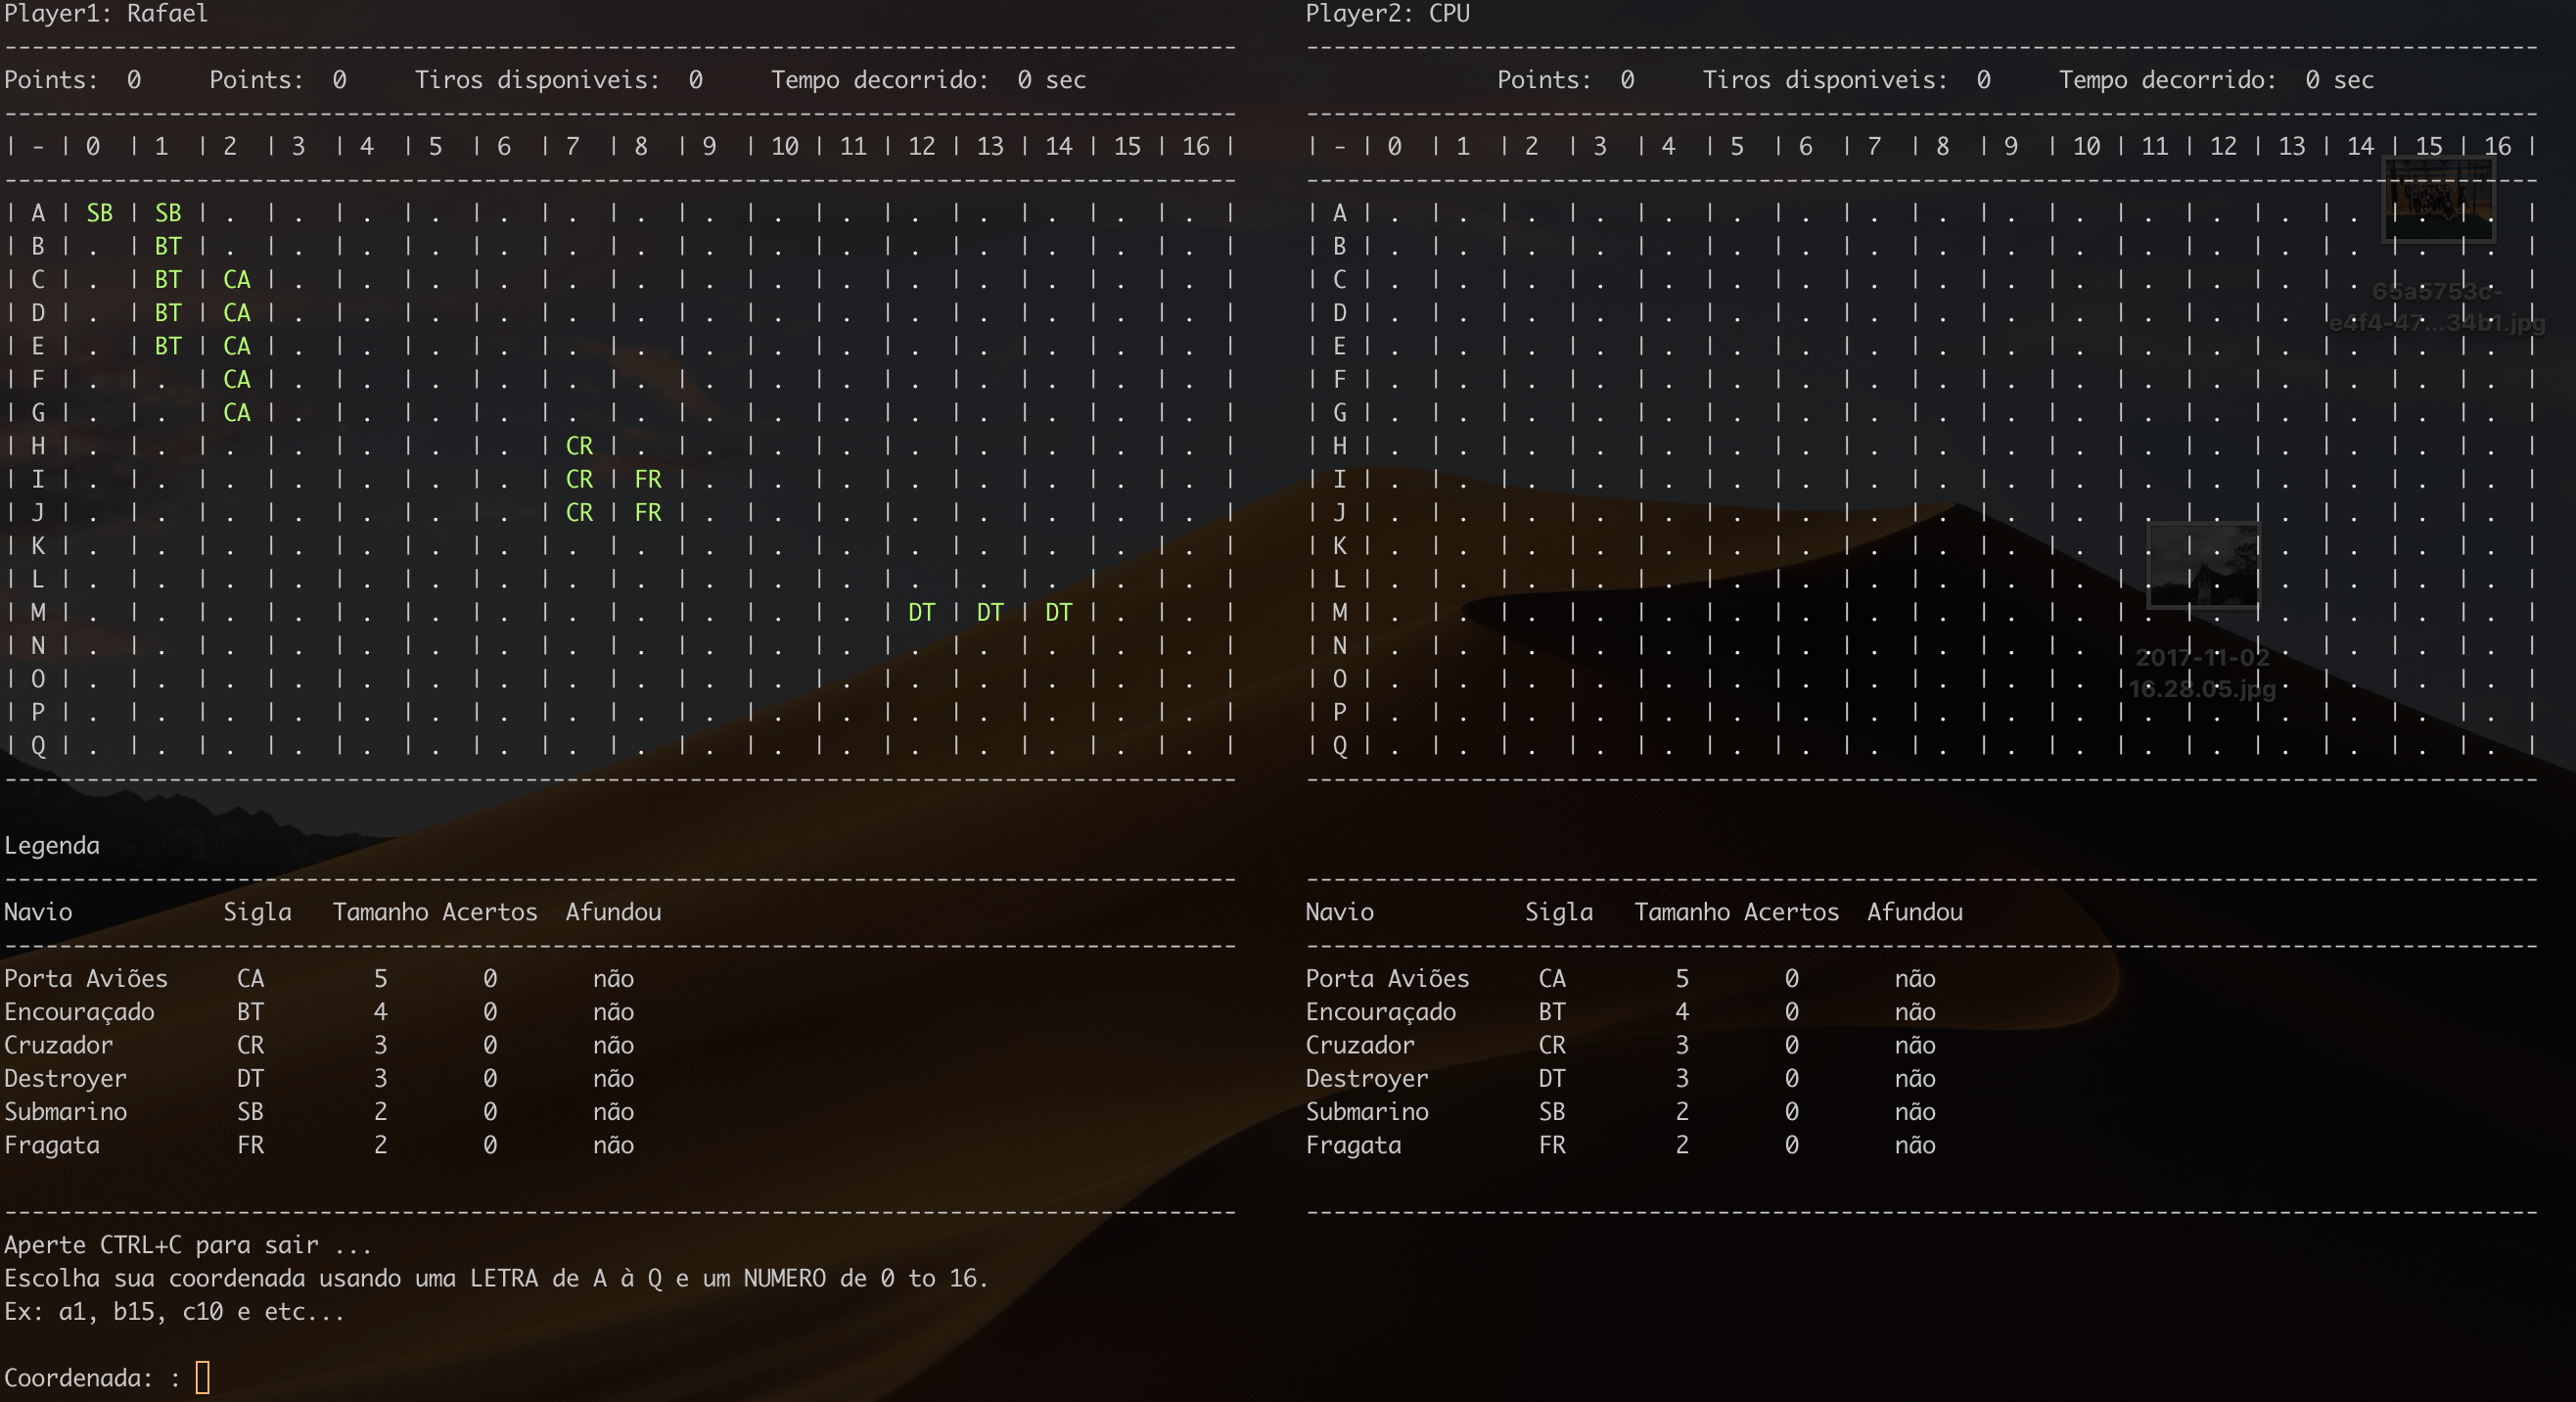 Player1: Rafael Player2: CPU
------------------------------------------------------------------------------------------ ------------------------------------------------------------------------------------------
Points: 0 Points: 0 Tiros disponiveis: 0 Tempo decorrido: 0 sec Points: 0 Tiros disponiveis: 0 Tempo decorrido: 0 sec
------------------------------------------------------------------------------------------ ------------------------------------------------------------------------------------------
| - | 0 | 1 | 2 | 3 | 4 | 5 | 6 | 7 | 8 | 9 | 10 | 11 | 12 | 13 | 14 | 15 | 16 | | - | 0 | 1 | 2 | 3 | 4 | 5 | 6 | 7 | 8 | 9 | 10 | 11 | 12 | 13 | 14 | 15 | 16 |
------------------------------------------------------------------------------------------ ------------------------------------------------------------------------------------------
| A | SB | SB | . | . | . | . | . | . | . | . | . | . | . | . | . | . | . | | A | . | . | . | . | . | . | . | . | . | . | . | . | . | . | . | . | . |
| B | . | BT | . | . | . | . | . | . | . | . | . | . | . | . | . | . | . | | B | . | . | . | . | . | . | . | . | . | . | . | . | . | . | . | . | . |
| C | . | BT | CA | . | . | . | . | . | . | . | . | . | . | . | . | . | . | | C | . | . | . | . | . | . | . | . | . | . | . | . | . | . | . | . | . |
| D | . | BT | CA | . | . | . | . | . | . | . | . | . | . | . | . | . | . | | D | . | . | . | . | . | . | . | . | . | . | . | . | . | . | . | . | . |
| E | . | BT | CA | . | . | . | . | . | . | . | . | . | . | . | . | . | . | | E | . | . | . | . | . | . | . | . | . | . | . | . | . | . | . | . | . |
| F | . | . | CA | . | . | . | . | . | . | . | . | . | . | . | . | . | . | | F | . | . | . | . | . | . | . | . | . | . | . | . | . | . | . | . | . |
| G | . | . | CA | . | . | . | . | . | . | . | . | . | . | . | . | . | . | | G | . | . | . | . | . | . | . | . | . | . | . | . | . | . | . | . | . |
| H | . | . | . | . | . | . | . | CR | . | . | . | . | . | . | . | . | . | | H | . | . | . | . | . | . | . | . | . | . | . | . | . | . | . | . | . |
| I | . | . | . | . | . | . | . | CR | FR | . | . | . | . | . | . | . | . | | I | . | . | . | . | . | . | . | . | . | . | . | . | . | . | . | . | . |
| J | . | . | . | . | . | . | . | CR | FR | . | . | . | . | . | . | . | . | | J | . | . | . | . | . | . | . | . | . | . | . | . | . | . | . | . | . |
| K | . | . | . | . | . | . | . | . | . | . | . | . | . | . | . | . | . | | K | . | . | . | . | . | . | . | . | . | . | . | . | . | . | . | . | . |
| L | . | . | . | . | . | . | . | . | . | . | . | . | . | . | . | . | . | | L | . | . | . | . | . | . | . | . | . | . | . | . | . | . | . | . | . |
| M | . | . | . | . | . | . | . | . | . | . | . | . | DT | DT | DT | . | . | | M | . | . | . | . | . | . | . | . | . | . | . | . | . | . | . | . | . |
| N | . | . | . | . | . | . | . | . | . | . | . | . | . | . | . | . | . | | N | . | . | . | . | . | . | . | . | . | . | . | . | . | . | . | . | . |
| O | . | . | . | . | . | . | . | . | . | . | . | . | . | . | . | . | . | | O | . | . | . | . | . | . | . | . | . | . | . | . | . | . | . | . | . |
| P | . | . | . | . | . | . | . | . | . | . | . | . | . | . | . | . | . | | P | . | . | . | . | . | . | . | . | . | . | . | . | . | . | . | . | . |
| Q | . | . | . | . | . | . | . | . | . | . | . | . | . | . | . | . | . | | Q | . | . | . | . | . | . | . | . | . | . | . | . | . | . | . | . | . |
------------------------------------------------------------------------------------------ ------------------------------------------------------------------------------------------
65a5753c-
e4f4-47...34b1.jpg
2017-11-02
16.28.05.jpg
Legenda
------------------------------------------------------------------------------------------ ------------------------------------------------------------------------------------------
Navio Sigla Tamanho Acertos Afundou Navio Sigla Tamanho Acertos Afundou
------------------------------------------------------------------------------------------ ------------------------------------------------------------------------------------------
Porta Aviões CA 5 0 não Porta Aviões CA 5 0 não
Encouraçado BT 4 0 não Encouraçado BT 4 0 não
Cruzador CR 3 0 não Cruzador CR 3 0 não
Destroyer DT 3 0 não Destroyer DT 3 0 não
Submarino SB 2 0 não Submarino SB 2 0 não
Fragata FR 2 0 não Fragata FR 2 0 não
------------------------------------------------------------------------------------------ ------------------------------------------------------------------------------------------
Aperte CTRL+C para sair ...
Escolha sua coordenada usando uma LETRA de A à Q e um NUMERO de 0 to 16.
Ex: a1, b15, c10 e etc...
Coordenada: :